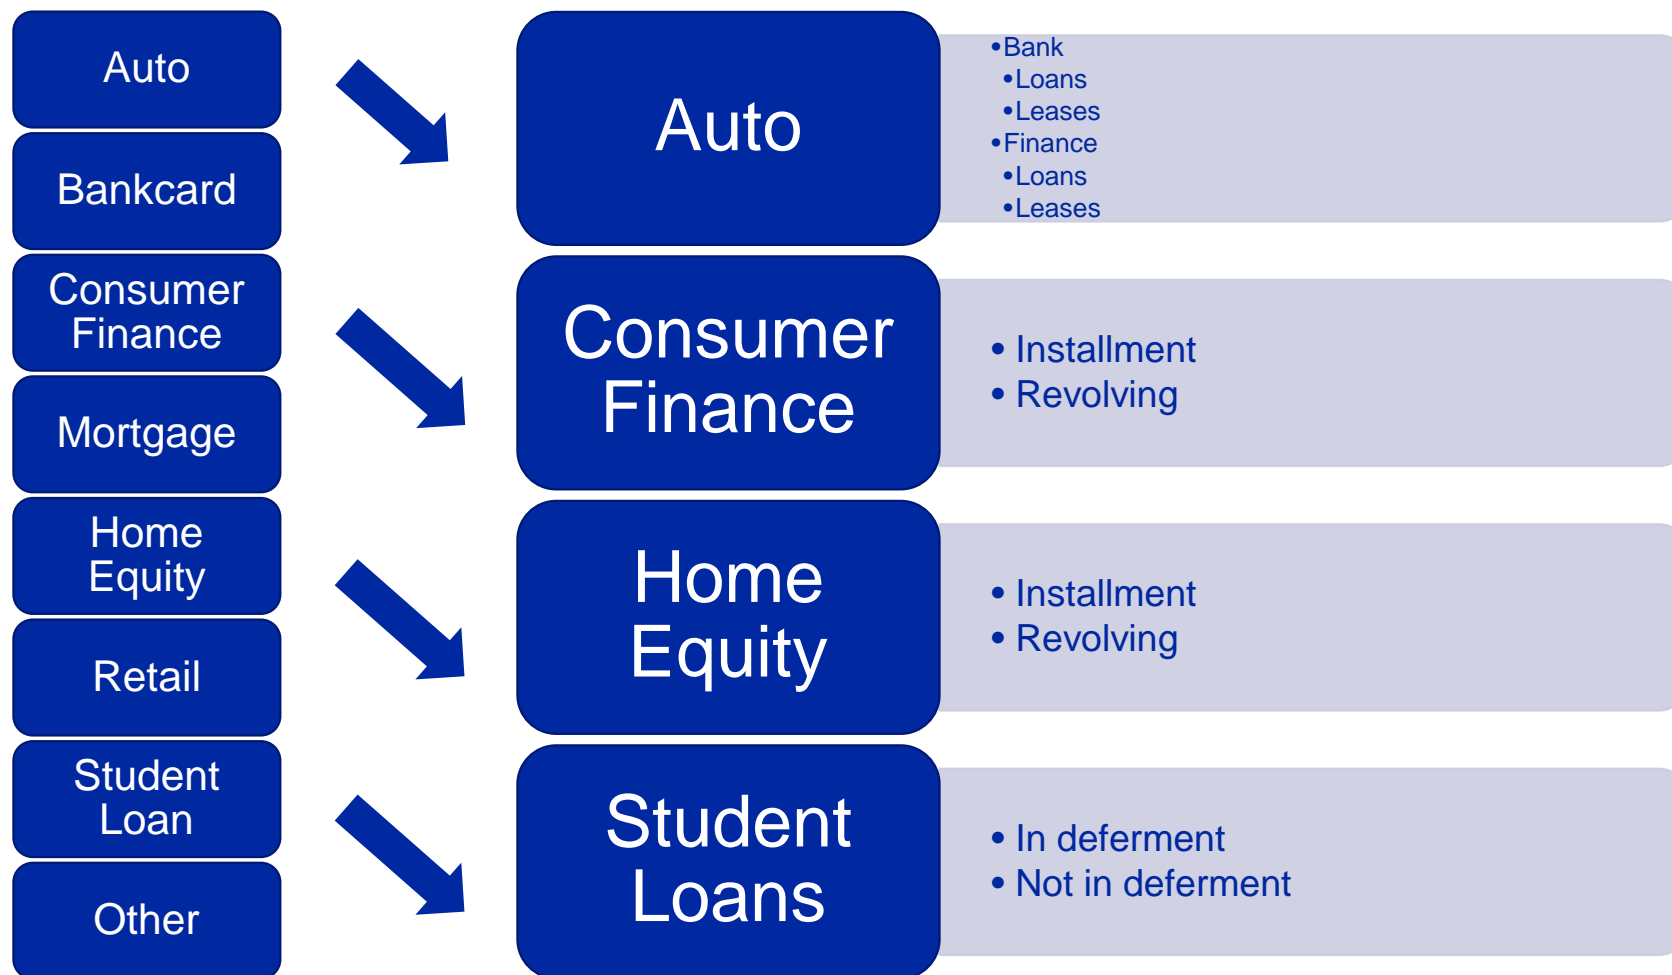 Auto
Bankcard
Consumer
Finance
Mortgage
Home
Equity
Retail
Student
Loan
Other
Auto
•Bank
•Loans
•Leases
•Finance
•Loans
•Leases
Consumer
Finance
• Installment
• Revolving
Home
Equity
• Installment
• Revolving
Student
Loans
• In deferment
• Not in deferment